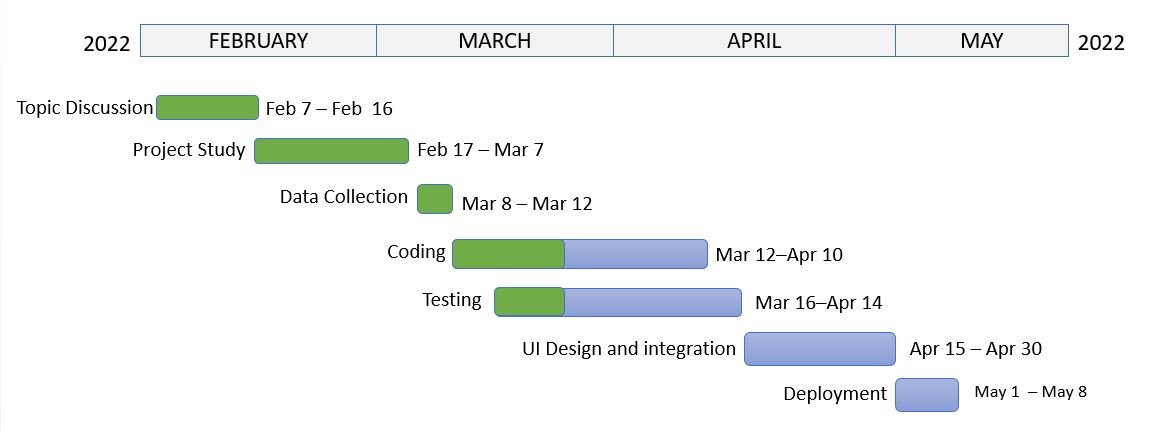 2022 FEBRUARY MARCH APRIL MAY 2022
Topic Discussion Feb 7 – Feb  16
Project Study Feb 17 – Mar 7
Data Collection Mar 8 – Mar 12
Coding Mar 12–Apr 10
Testing Mar 16–Apr 14
UI Design and integration Apr 15 – Apr 30
Deployment May 1  – May 8